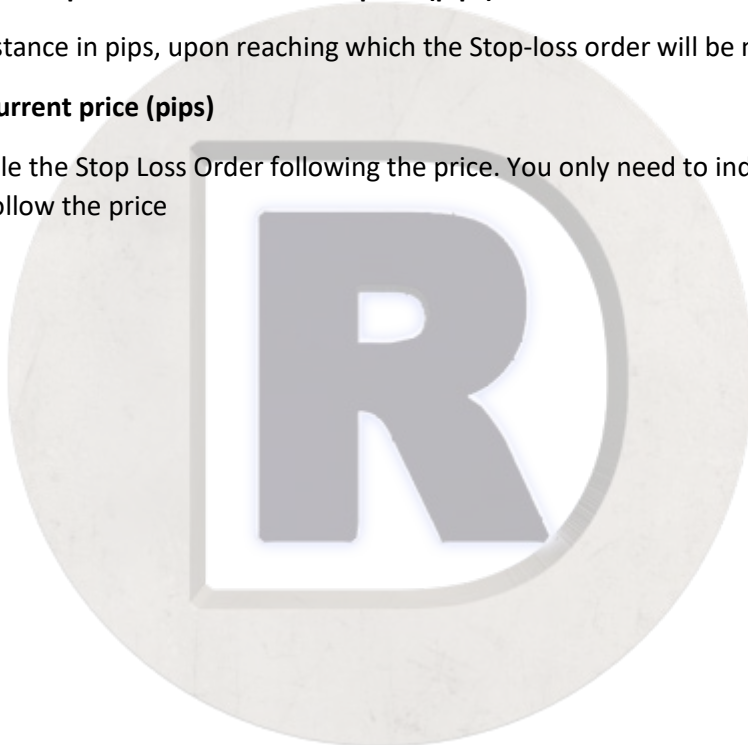 stance in pips, upon reaching which the Stop-loss order will be
urrent price (pips)
le the Stop Loss Order following the price. You only need to
ollow the price
R